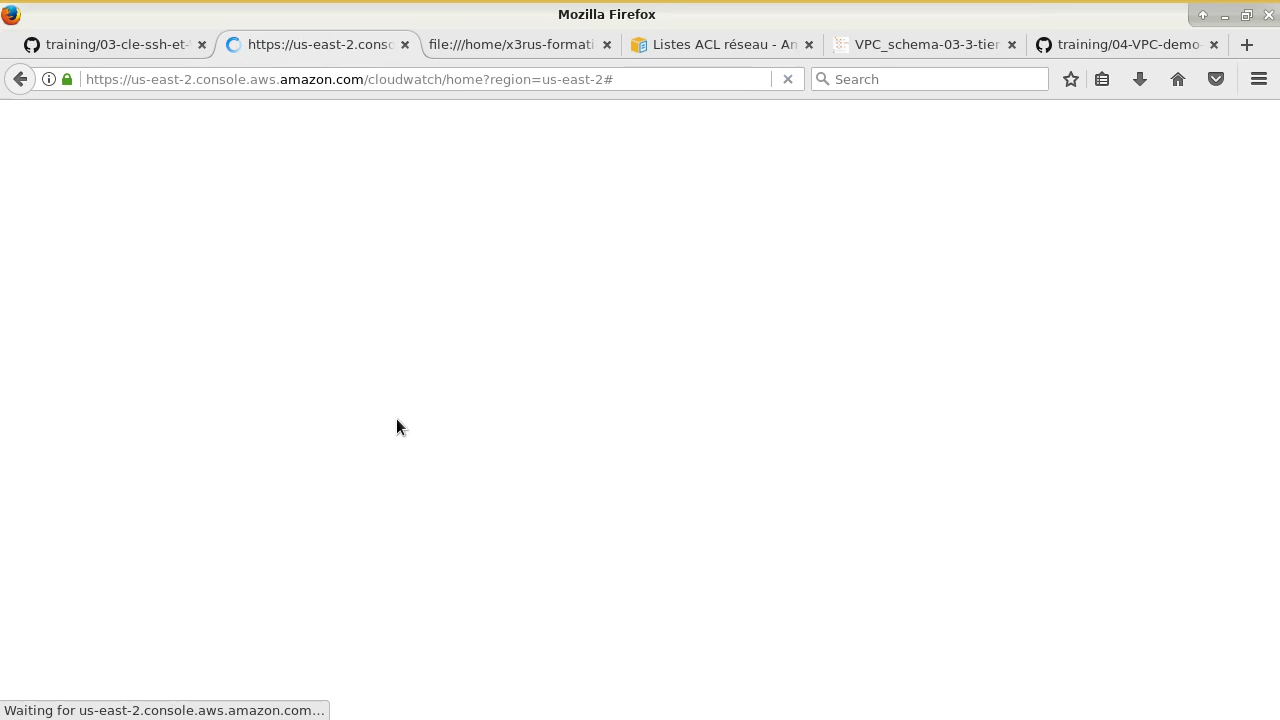 Mozilla Firefox
training/03-cle-ssh-et-
https://us-east-2.consc
file:///home/x3rus-formati
Listes ACL réseau - An
VPC_schema-03-3-tier
training/04-VPC-demo-
https://us-east-2.console.aws.amazon.com/cloudwatch/home?region=us-east-2#
Search
Waiting for us-east-2.console.aws.amazon.com...